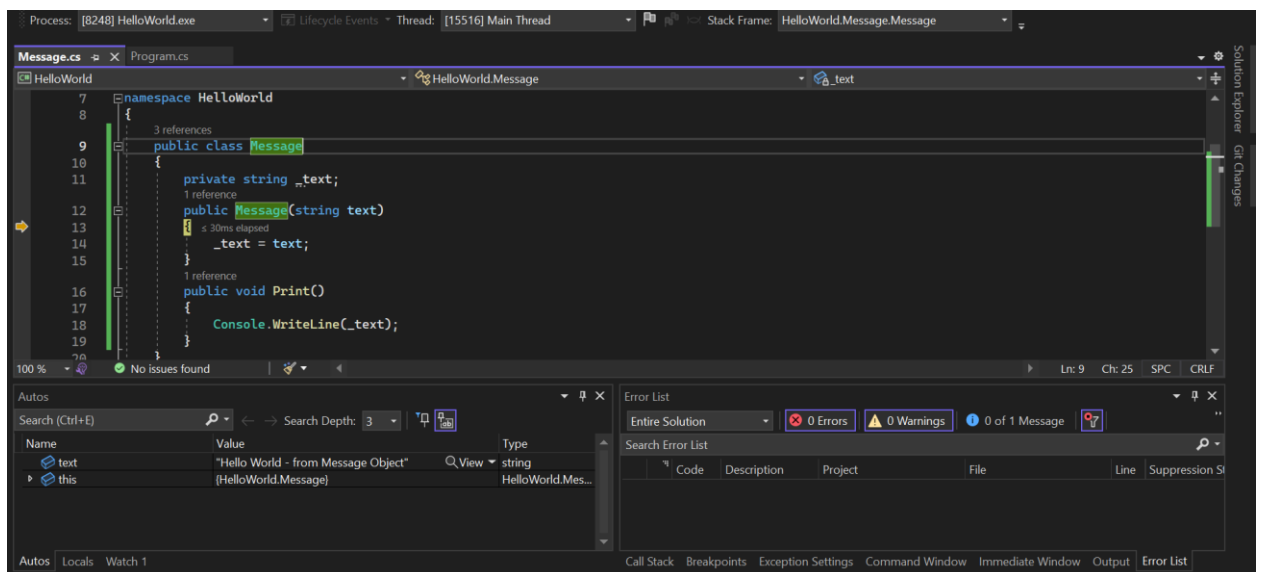 Process: [8248] HelloWorld.exe Lifecycle Events Thread: [15516] Main Thread Stack Frame: HelloWorld.Message.Message
Message.cs Program.cs
HelloWorld HelloWorld.Message _text
7 namespace HelloWorld
8 {
3 references
9 public class Message
10 {
11 private string _text;
1 reference
12 public Message(string text)
13 { ≤ 30ms elapsed
14 _text = text;
15 }
1 reference
16 public void Print()
17 {
18 Console.WriteLine(_text);
19 }
20 }
100 % No issues found Ln: 9 Ch: 25 SPC CRLF
Solution Explorer
Git Changes
Autos
Search (Ctrl+E) Search Depth: 3
Name Value Type
text "Hello World - from Message Object" View string
this {HelloWorld.Message} HelloWorld.Mes...
Autos Locals Watch 1
Error List
Entire Solution 0 Errors 0 Warnings 0 of 1 Message
Search Error List
Code Description Project File Line Suppression S
Call Stack Breakpoints Exception Settings Command Window Immediate Window Output Error List